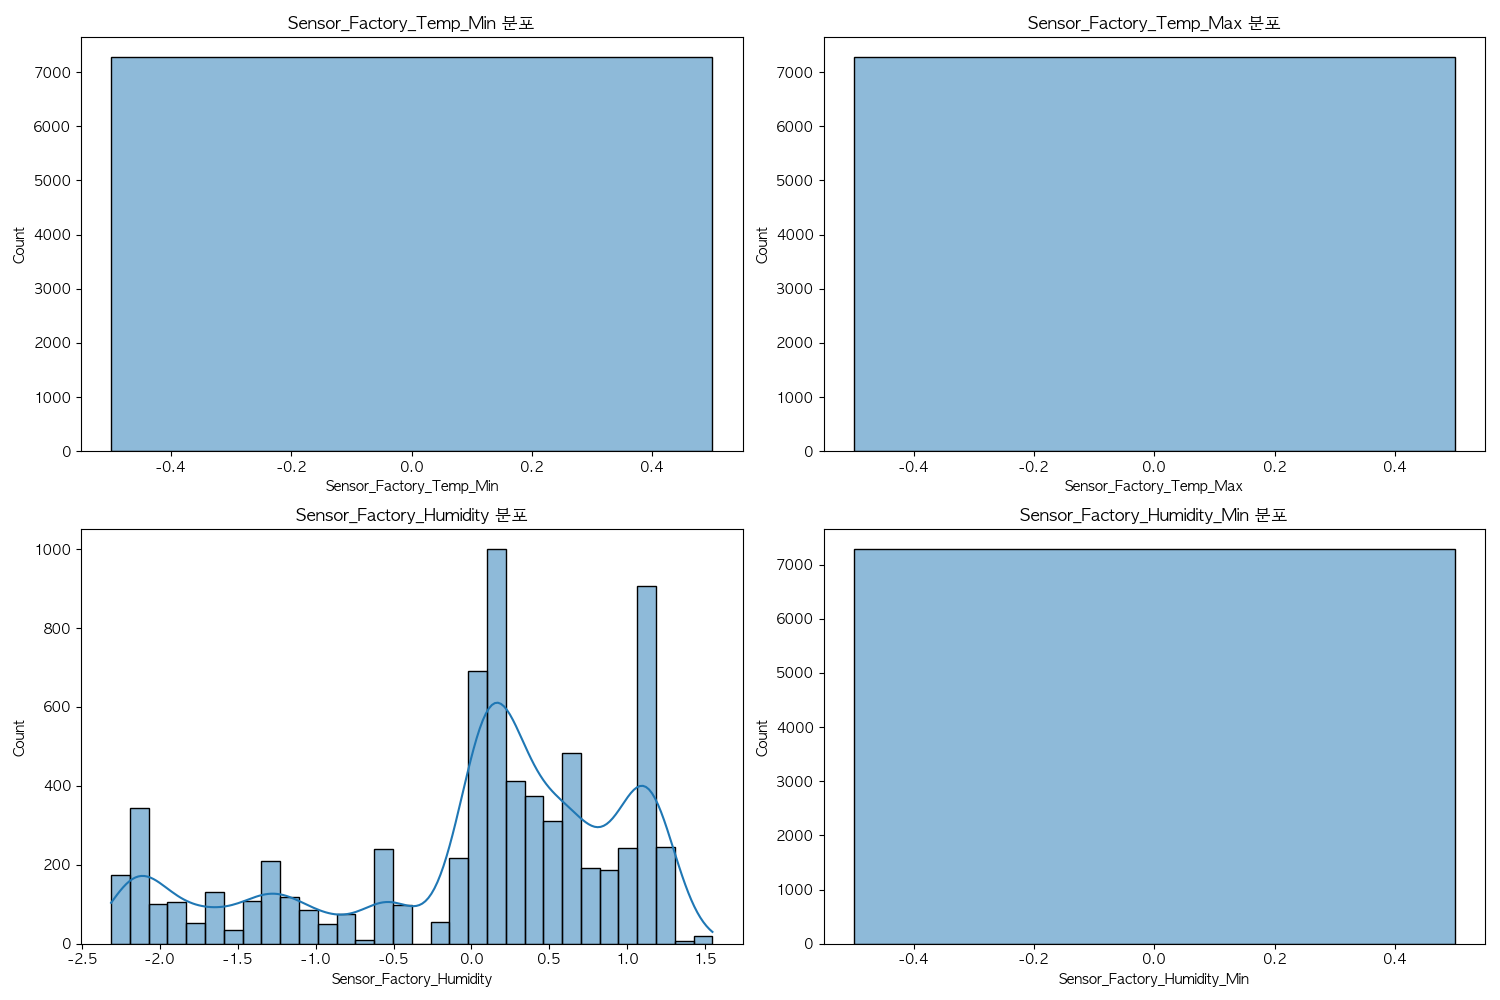 Sensor_Factory_Temp_Min 분포
7000
6000
5000
4000
3000
2000
1000
0
Count
-0.4 -0.2 0.0 0.2 0.4
Sensor_Factory_Temp_Min
Sensor_Factory_Temp_Max 분포
7000
6000
5000
4000
3000
2000
1000
0
Count
-0.4 -0.2 0.0 0.2 0.4
Sensor_Factory_Temp_Max
Sensor_Factory_Humidity 분포
1000
800
600
400
200
0
Count
-2.5 -2.0 -1.5 -1.0 -0.5 0.0 0.5 1.0 1.5
Sensor_Factory_Humidity
Sensor_Factory_Humidity_Min 분포
7000
6000
5000
4000
3000
2000
1000
0
Count
-0.4 -0.2 0.0 0.2 0.4
Sensor_Factory_Humidity_Min